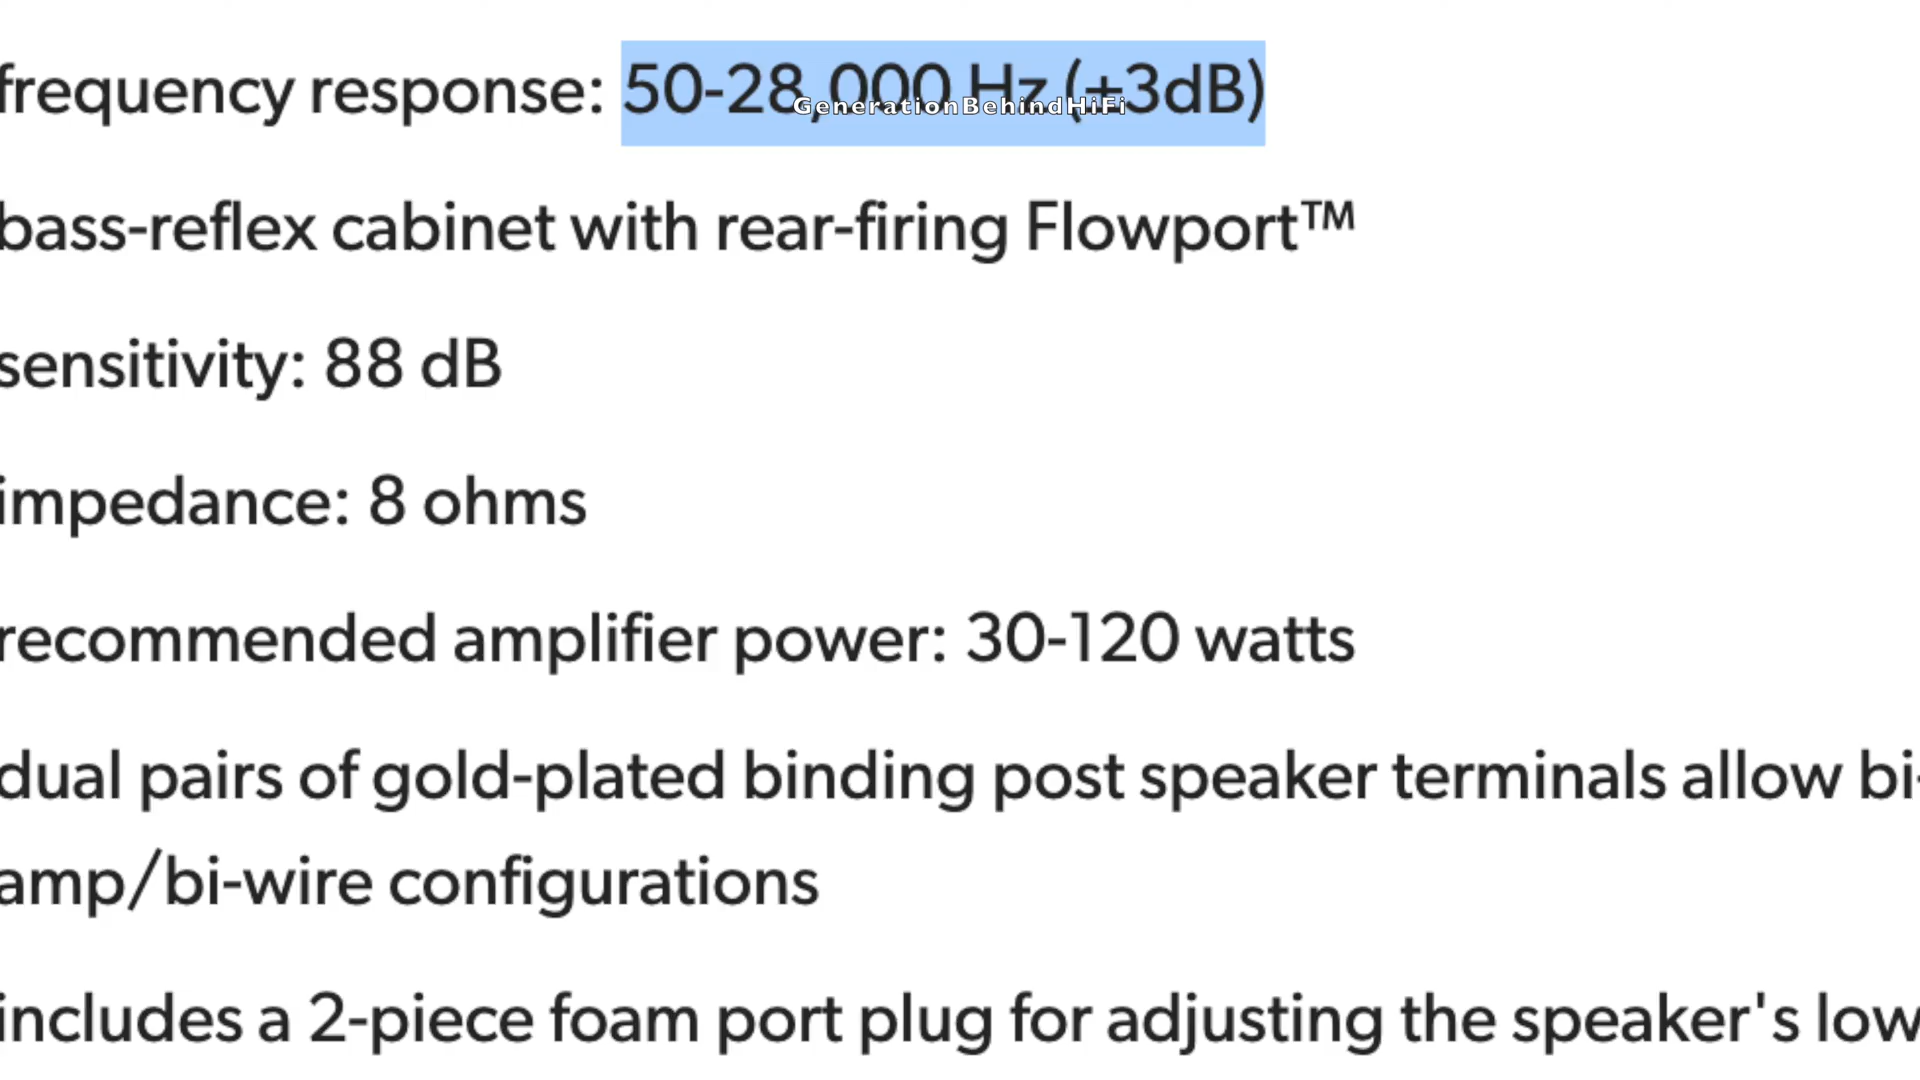 frequency response: 50-28,000 Hz (±3dB)
GenerationBehindHiFi
bass-reflex cabinet with rear-firing Flowport™
sensitivity: 88 dB
impedance: 8 ohms
recommended amplifier power: 30-120 watts
dual pairs of gold-plated binding post speaker terminals allow bi-
amp/bi-wire configurations
includes a 2-piece foam port plug for adjusting the speaker's low